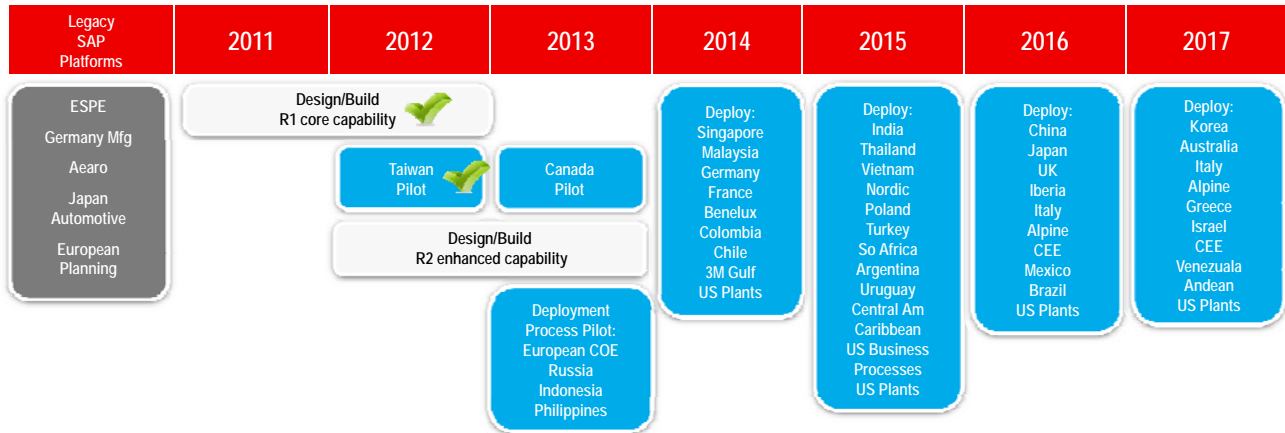 Legacy
SAP
Platforms
2011
2012
2013
2014
2015
2016
2017
ESPE
Germany Mfg
Aearo
Japan
Automotive
European
Planning
Design/Build
R1 core capability
Taiwan
Pilot
Canada
Pilot
Design/Build
R2 enhanced capability
Deployment
Process Pilot:
European COE
Russia
Indonesia
Philippines
Deploy:
Singapore
Malaysia
Germany
France
Benelux
Colombia
Chile
3M Gulf
US Plants
Deploy:
India
Thailand
Vietnam
Nordic
Poland
Turkey
So Africa
Argentina
Uruguay
Central Am
Caribbean
US Business
Processes
US Plants
Deploy:
China
Japan
UK
Iberia
Italy
Alpine
CEE
Mexico
Brazil
US Plants
Deploy:
Korea
Australia
Italy
Alpine
Greece
Israel
CEE
Venezuala
Andean
US Plants